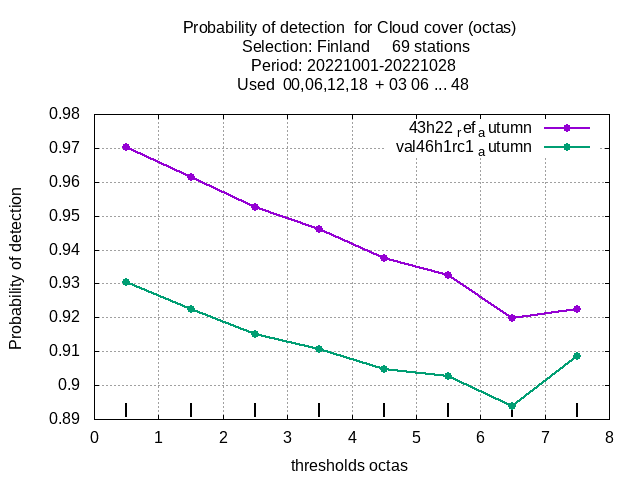 Probability of detection  for Cloud cover (octas)
Selection: Finland     69 stations
Period: 20221001-20221028
Used  00,06,12,18  + 03 06 ... 48
43h22 ref autumn
val46h1rc1 autumn
Probability of detection
0.98
0.97
0.96
0.95
0.94
0.93
0.92
0.91
0.9
0.89
0 1 2 3 4 5 6 7 8
thresholds octas